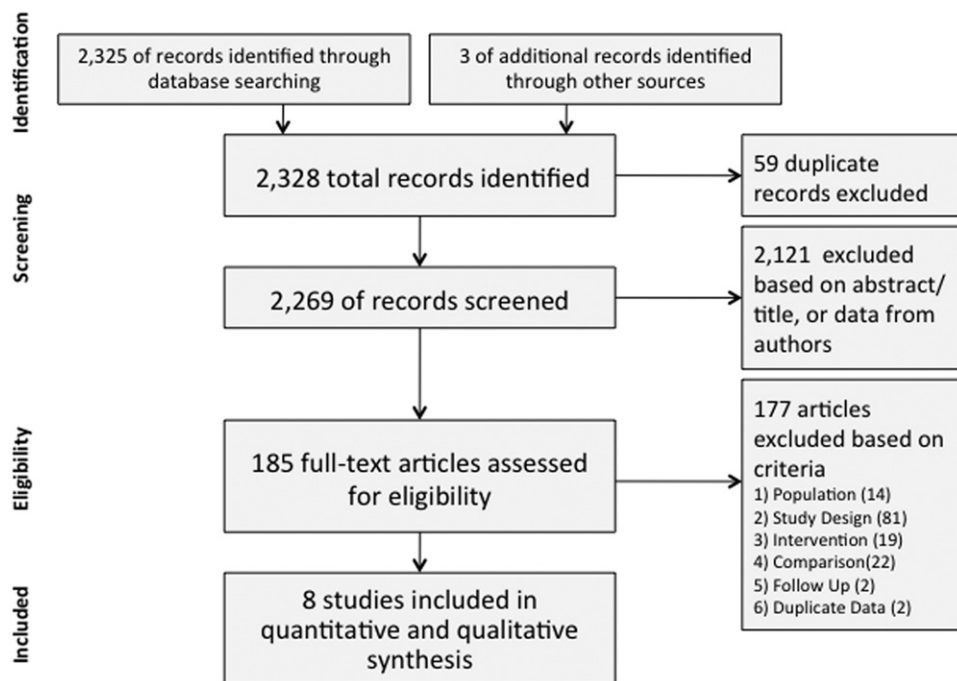 Identification
2,325 of records identified through
database searching
3 of additional records identified
through other sources
2,328 total records identified
59 duplicate
records excluded
Screening
2,269 of records screened
2,121 excluded
based on abstract/
title, or data from
authors
Eligibility
185 full-text articles assessed
for eligibility
177 articles
excluded based on
criteria
1) Population (14)
2) Study Design (81)
3) Intervention (19)
4) Comparison(22)
5) Follow Up (2)
6) Duplicate Data (2)
Included
8 studies included in
quantitative and qualitative
synthesis